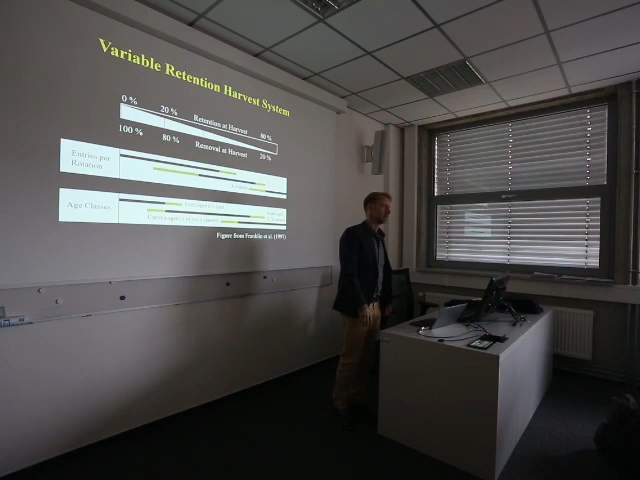 Variable Retention Harvest System
0 % 20 % Retention at Harvest 80 %
100 % 80 % Removal at Harvest 20 %
Entries per
Rotation
Age Classes
Figure from Franklin et al. (1997)